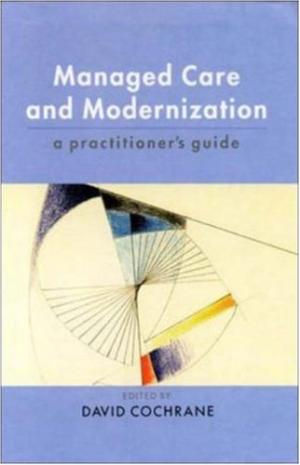 Managed Care
and Modernization
a practitioner's guide
EDITED BY
DAVID COCHRANE